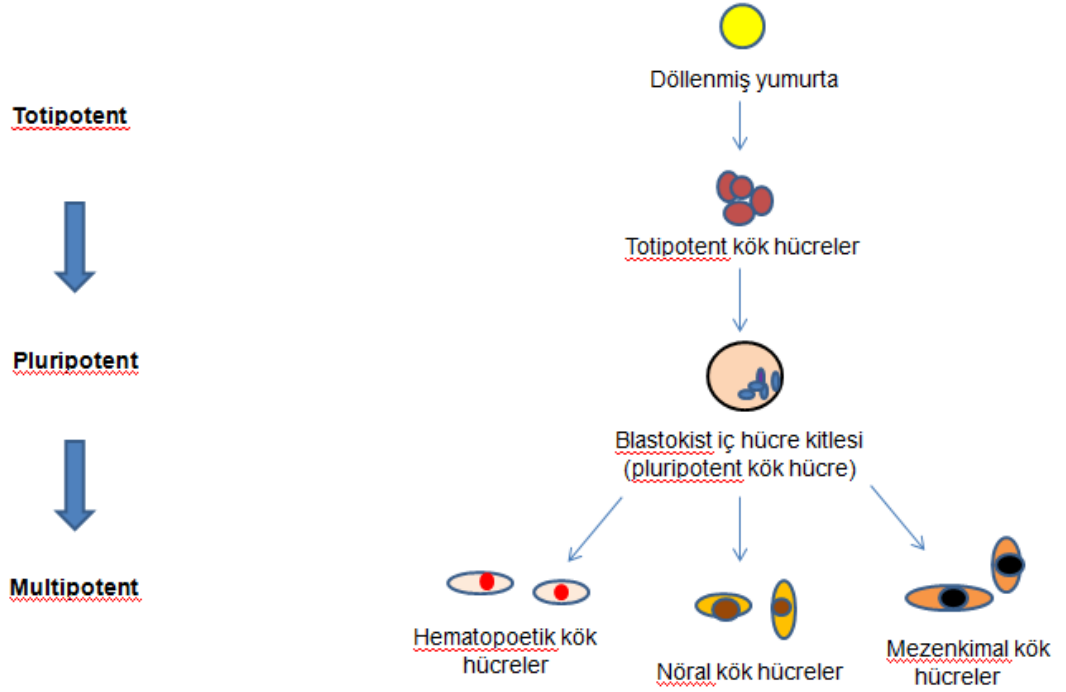 Döllenmiş yumurta
Totipotent
Totipotent kök hücreler
Pluripotent
Blastokist iç hücre kitlesi
(pluripotent kök hücre)
Multipotent
Hematopoetik kök
hücreler
Nöral kök hücreler
Mezenkimal kök
hücreler